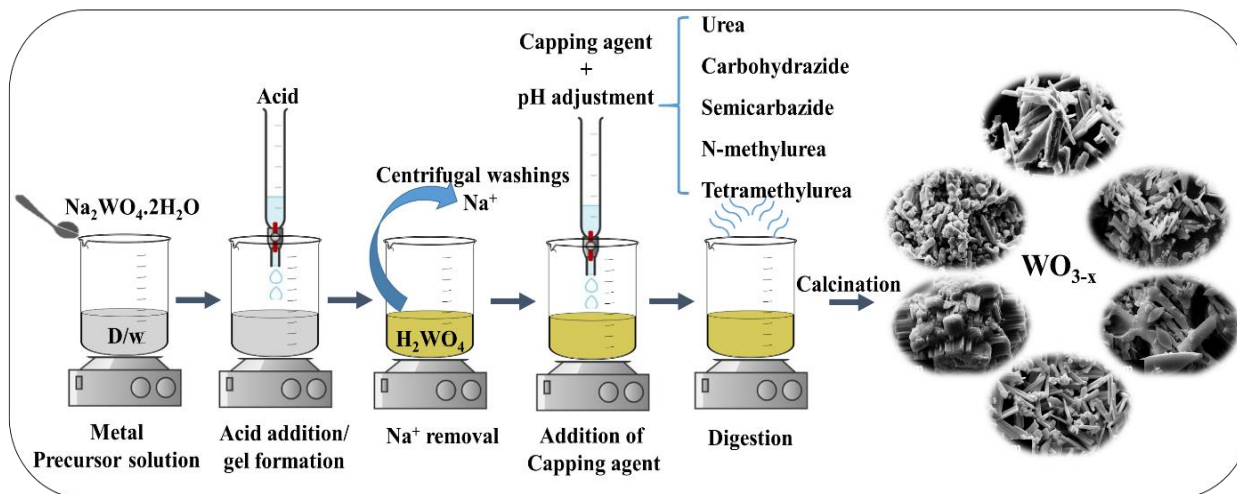 Capping agent
+
pH adjustment
Urea
Carbohydrazide
Semicarbazide
N-methylurea
Tetramethylurea
Acid
Centrifugal washings
Na⁺
Na₂WO₄.2H₂O
D/w
H₂WO₄
Calcination
WO₃₋ₓ
Metal
Precursor solution
Acid addition/
gel formation
Na⁺ removal
Addition of
Capping agent
Digestion